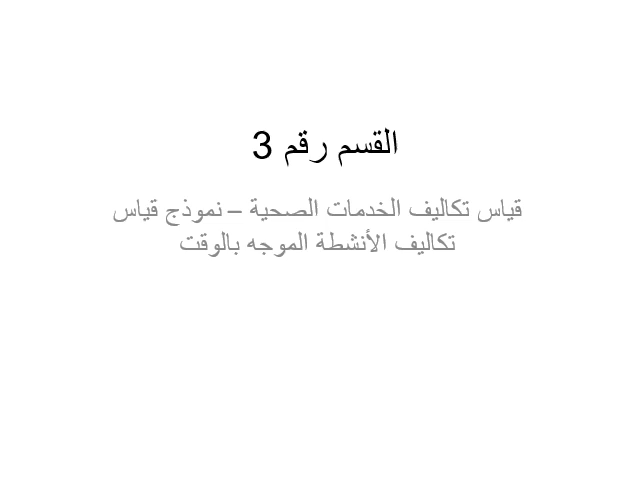 القسم رقم 3
قياس تكاليف الخدمات الصحية – نموذج قياس
تكاليف الأنشطة الموجه بالوقت